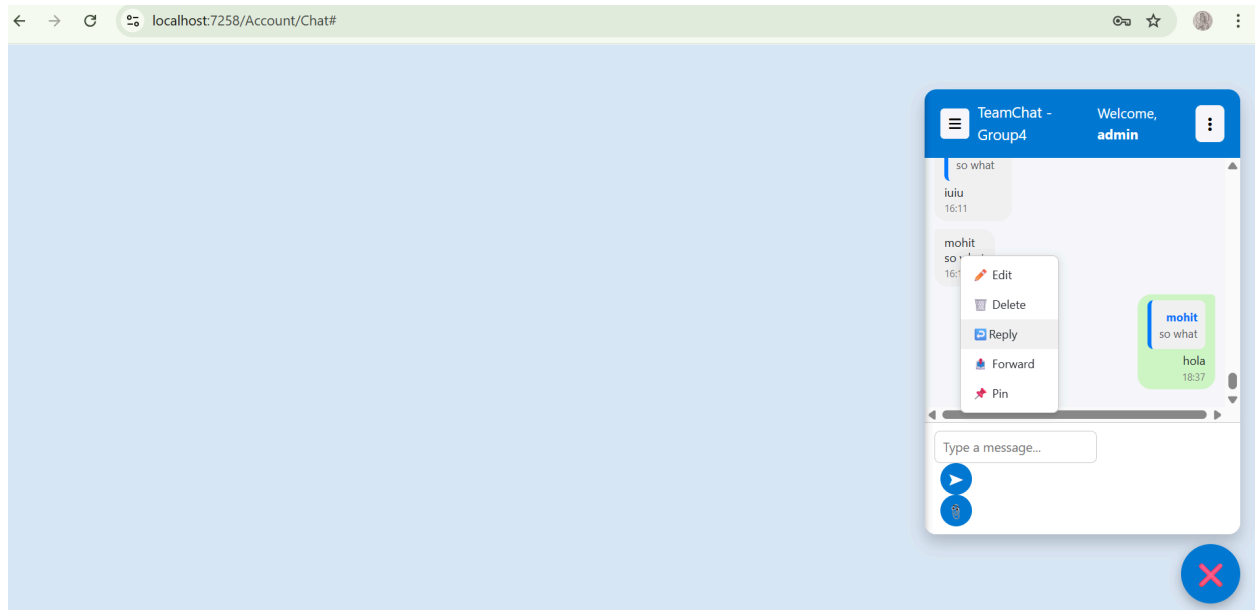 localhost:7258/Account/Chat#
TeamChat -
Group4
Welcome,
admin
so what
iuiu
16:11
mohit
so
Edit
Delete
Reply
Forward
Pin
mohit
so what
hola
18:37
Type a message...